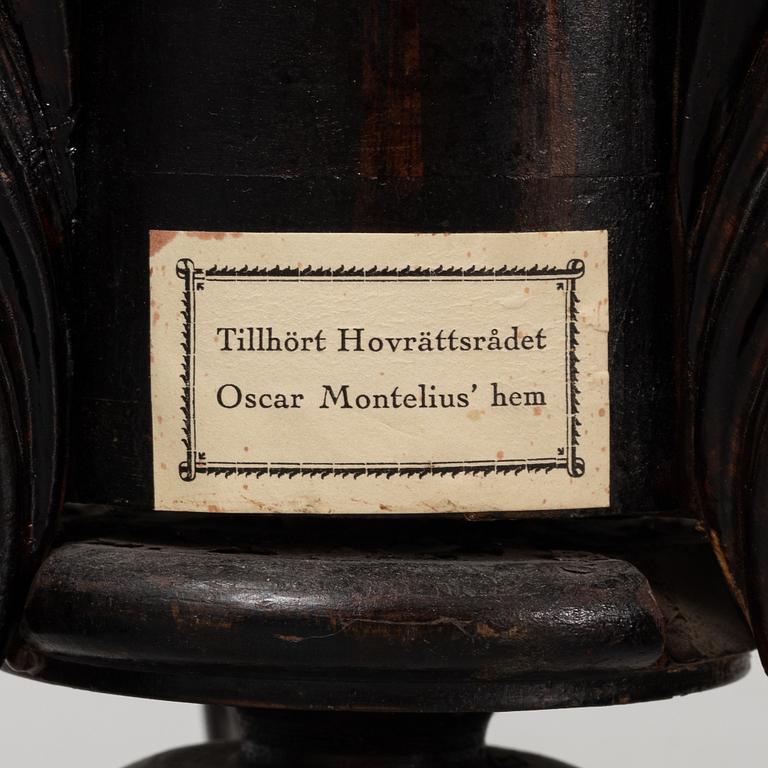 Tillhört Hovrättsrådet
Oscar Montelius’ hem